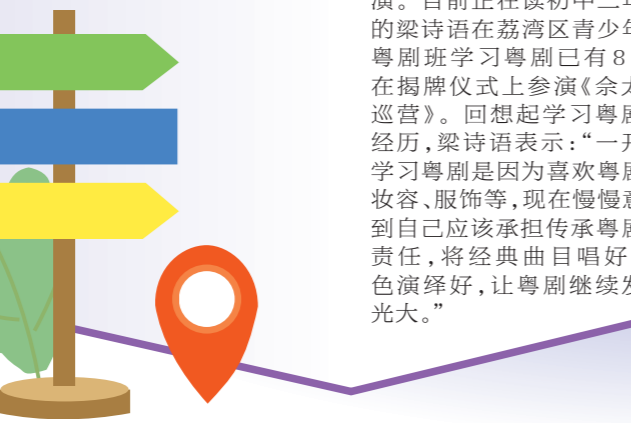 演。目前正在读初中二年
的梁诗语在荔湾区青少年
粤剧班学习粤剧已有8
在揭牌仪式上参演《佘太
巡营》。回想起学习粤剧
经历，梁诗语表示：“一开
学习粤剧是因为喜欢粤剧
妆容、服饰等，现在慢慢意
到自己应该承担传承粤剧
责任，将经典曲目唱好
色演绎好，让粤剧继续发
光大。”